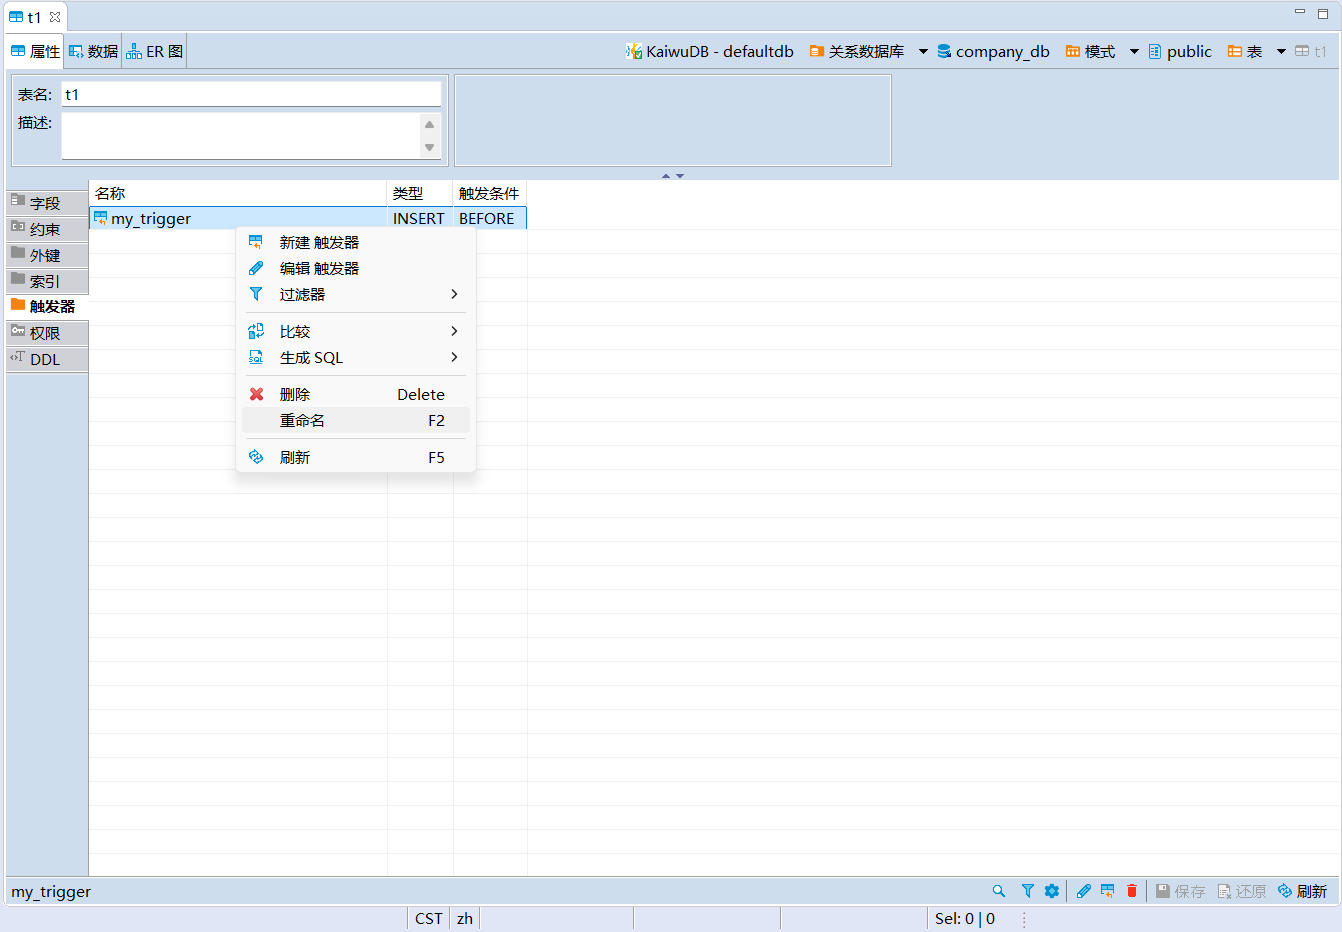 t1
属性 数据 ER 图 KaiwuDB - defaultdb 关系数据库 company_db 模式 public 表 t1
表名: t1
描述:
名称 类型 触发条件
my_trigger INSERT BEFORE
字段
约束
外键
索引
触发器
权限
DDL
新建 触发器
编辑 触发器
过滤器
比较
生成 SQL
删除 Delete
重命名 F2
刷新 F5
my_trigger 保存 还原 刷新
CST zh Sel: 0 | 0